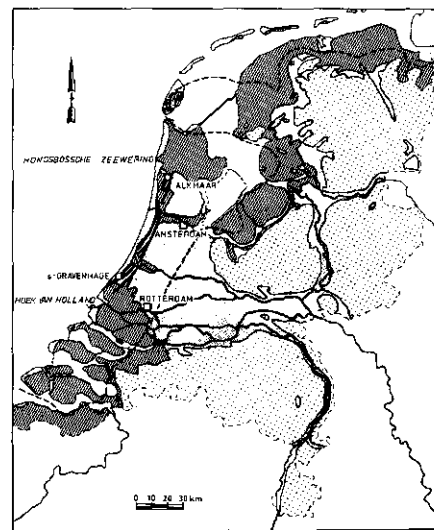 HONDSBOSSCHE ZEEWERING
ALKMAAR
AMSTERDAM
s-GRAVENHAGE
HOEK VAN HOLLAND
ROTTERDAM
0 10 20 30 km